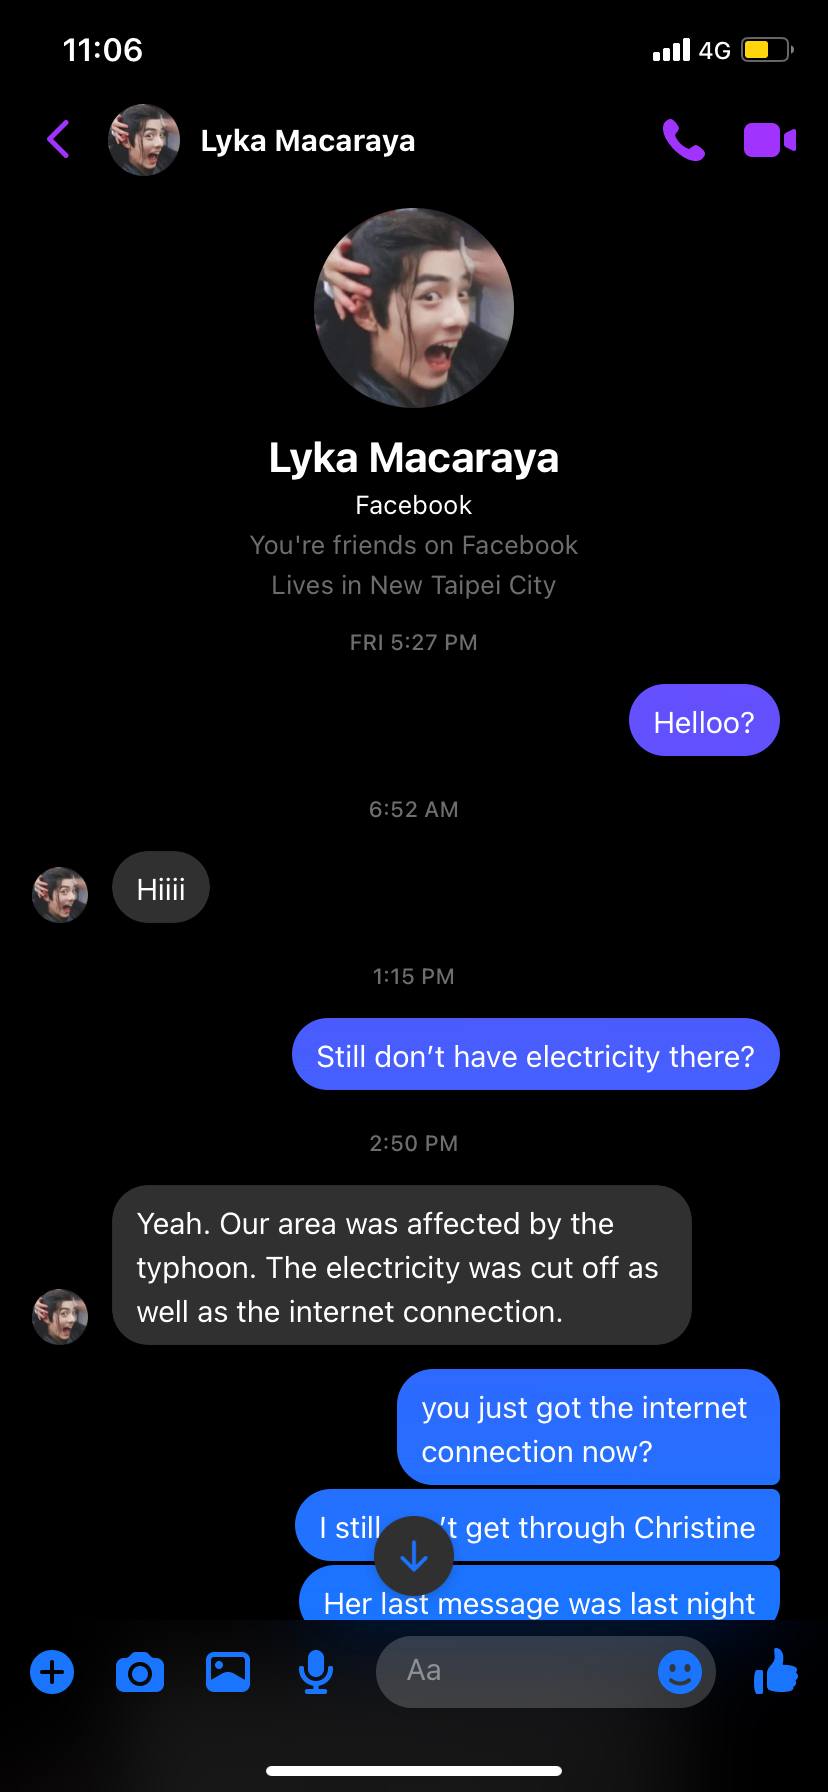 11:06
4G
Lyka Macaraya
Lyka Macaraya
Facebook
You're friends on Facebook
Lives in New Taipei City
FRI 5:27 PM
Helloo?
6:52 AM
Hiiii
1:15 PM
Still don’t have electricity there?
2:50 PM
Yeah. Our area was affected by the
typhoon. The electricity was cut off as
well as the internet connection.
you just got the internet
connection now?
I still ’t get through Christine
Her last message was last night
Aa